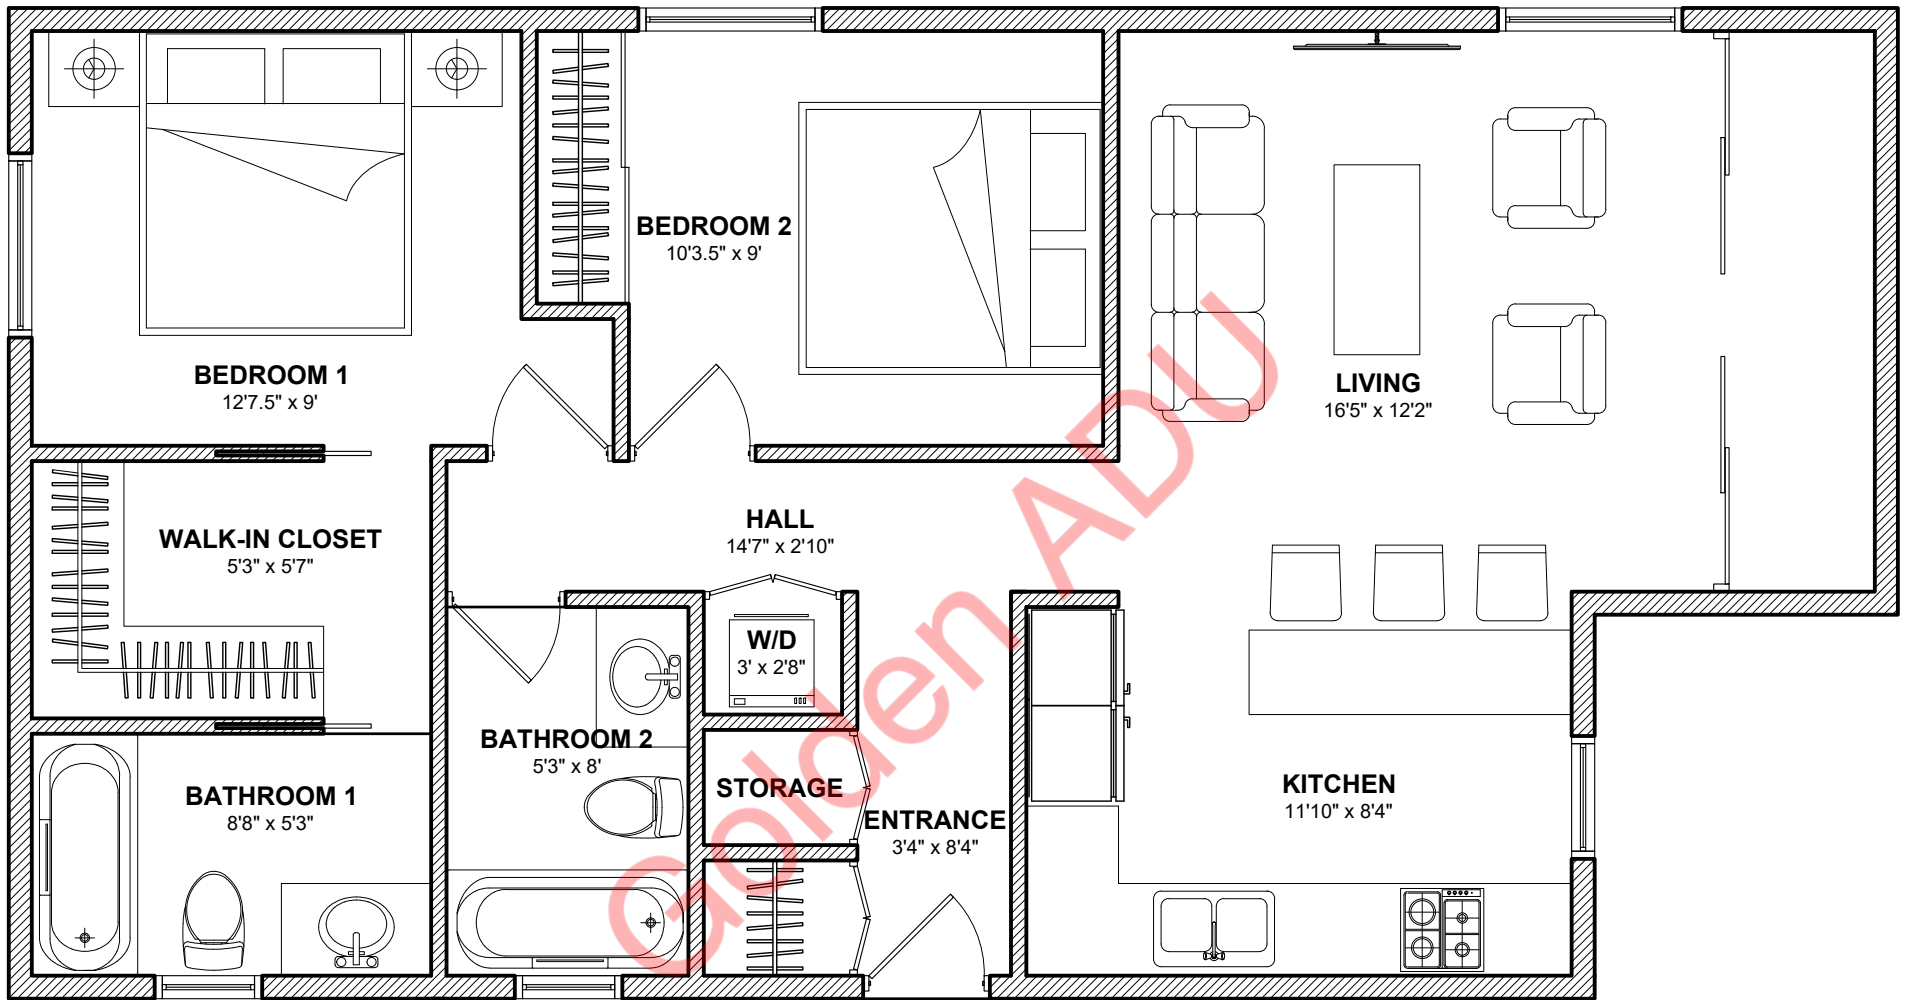 BEDROOM 1
12'7.5" x 9'
BEDROOM 2
10'3.5" x 9'
LIVING
16'5" x 12'2"
WALK-IN CLOSET
5'3" x 5'7"
HALL
14'7" x 2'10"
W/D
3' x 2'8"
BATHROOM 1
8'8" x 5'3"
BATHROOM 2
5'3" x 8'
STORAGE
ENTRANCE
3'4" x 8'4"
KITCHEN
11'10" x 8'4"
Golden ADU